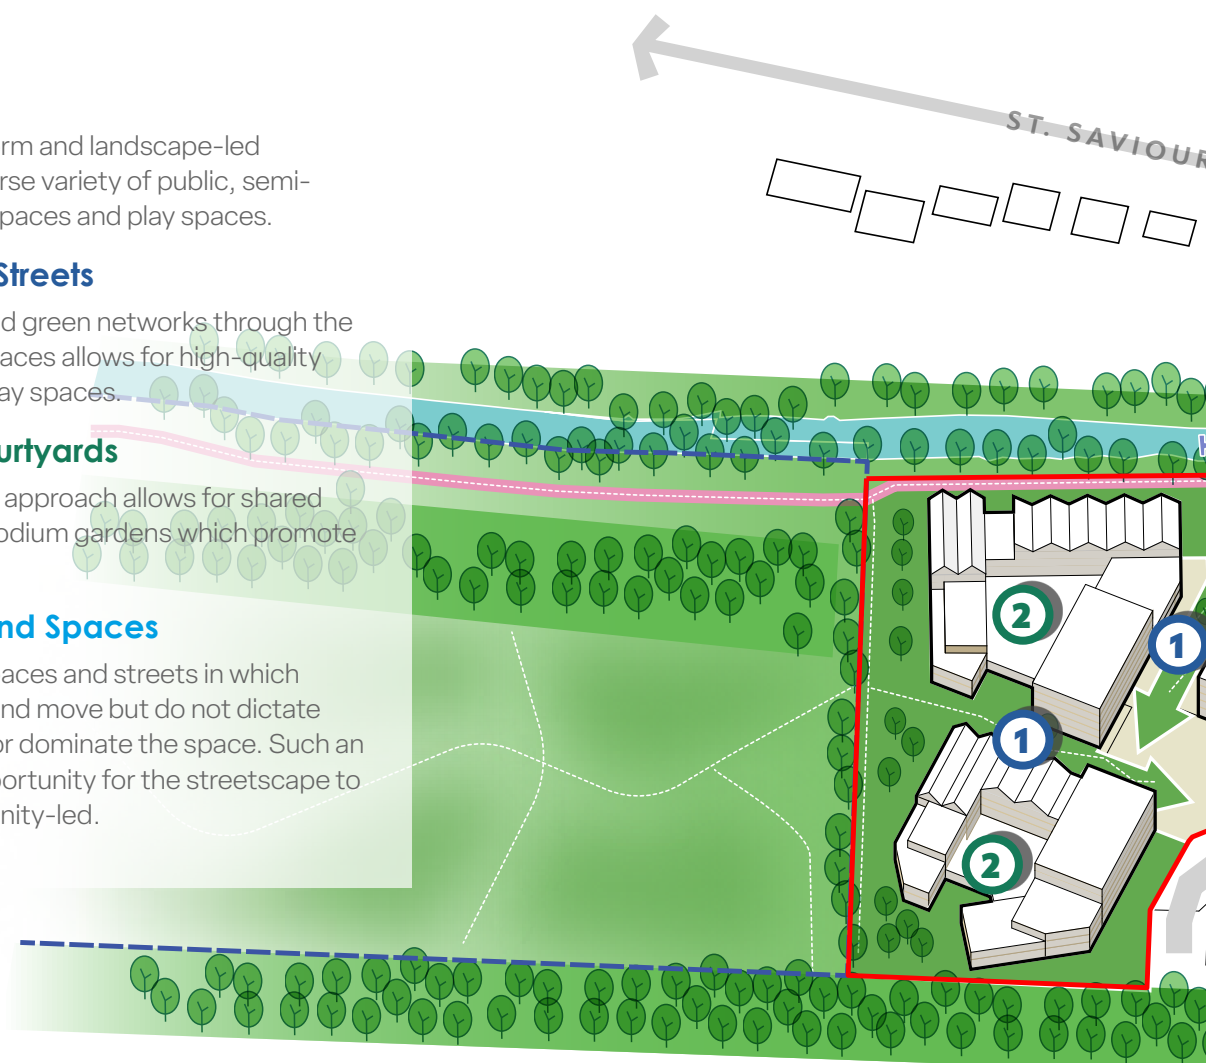 rm and landscape-led
rse variety of public, semi-
paces and play spaces.
Streets
d green networks through the
aces allows for high-quality
ay spaces.
urtyards
approach allows for shared
odium gardens which promote
nd Spaces
aces and streets in which
nd move but do not dictate
or dominate the space. Such an
portunity for the streetscape to
nity-led.
ST. SAVIOUR
H
2
1
1
2